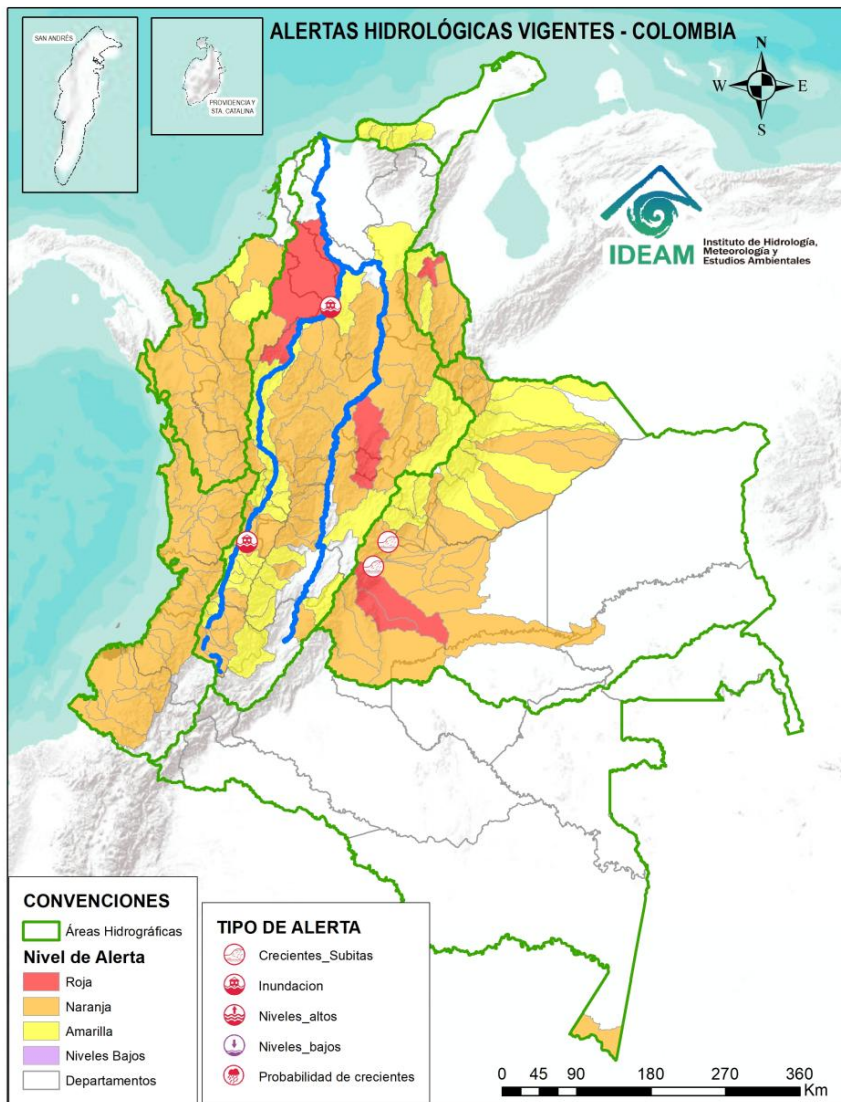 ALERTAS HIDROLÓGICAS VIGENTES - COLOMBIA
SAN ANDRÉS
PROVIDENCIA Y
STA. CATALINA
N
W
E
S
IDEAM
Instituto de Hidrología,
Meteorología y
Estudios Ambientales
CONVENCIONES
Áreas Hidrográficas
Nivel de Alerta
Roja
Naranja
Amarilla
Niveles Bajos
Departamentos
TIPO DE ALERTA
Crecientes_Subitas
Inundacion
Niveles_altos
Niveles_bajos
Probabilidad de crecientes
0 45 90 180 270 360
Km